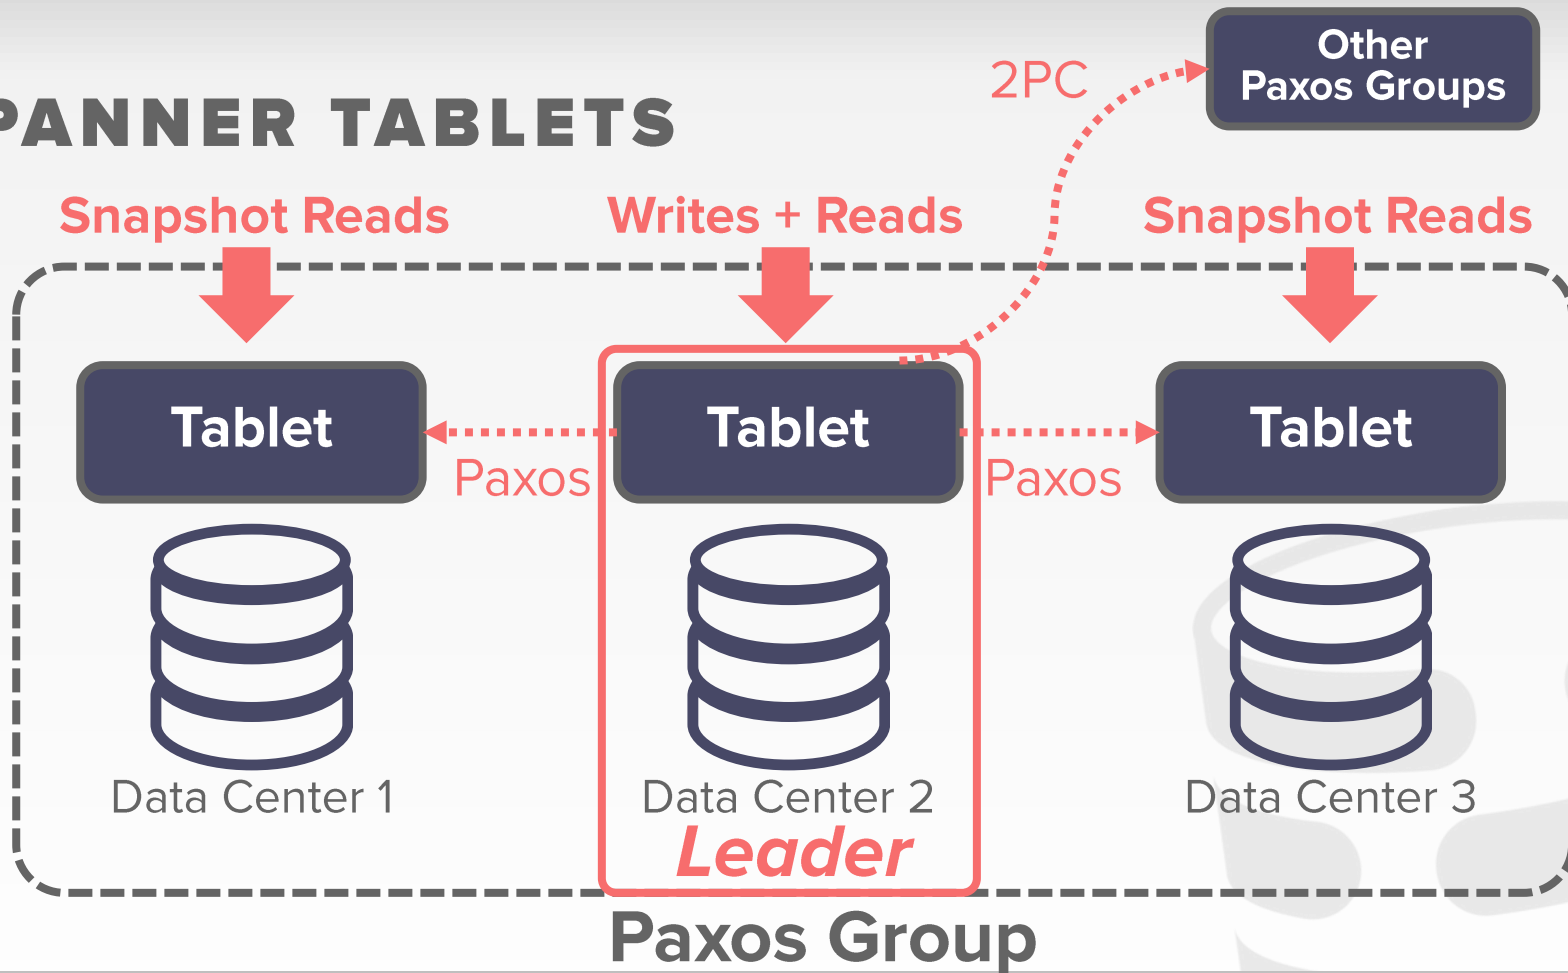 2PC
Other
Paxos Groups
PANNER TABLETS
Snapshot Reads
Writes + Reads
Snapshot Reads
Tablet
Tablet
Tablet
Paxos
Paxos
Data Center 1
Data Center 2
Data Center 3
Leader
Paxos Group